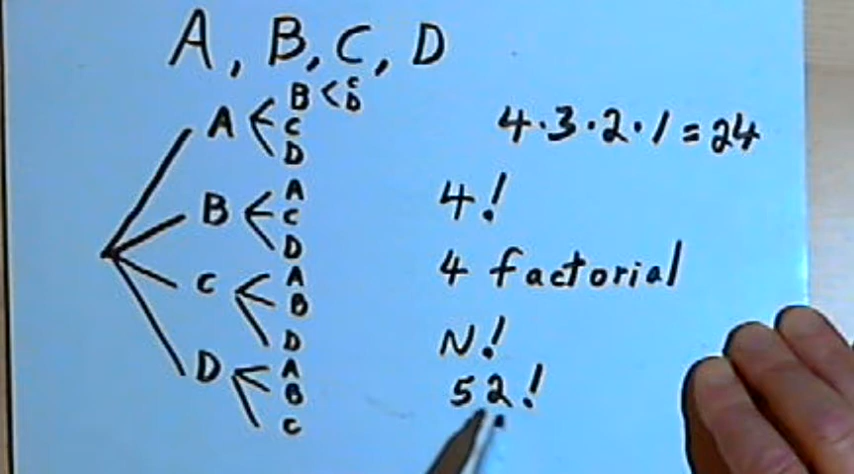 A, B, C, D
A < B < C D
C
D
B < A
C
D
C < A
B
D
D < A
B
C
4·3·2·1 = 24
4!
4 factorial
N!
52!